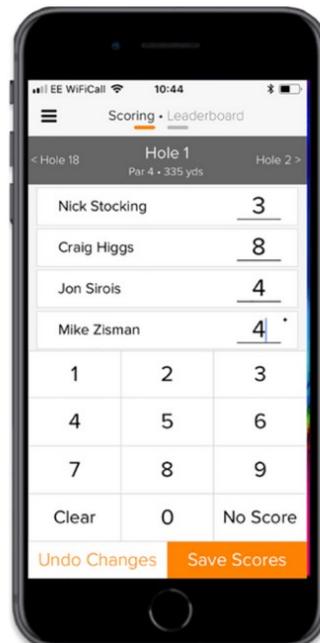 EE WiFiCall 10:44
Scoring • Leaderboard
< Hole 18 Hole 1 Hole 2 >
Par 4 • 335 yds
Nick Stocking 3
Craig Higgs 8
Jon Sirois 4
Mike Zisman 4 •
1 2 3
4 5 6
7 8 9
Clear 0 No Score
Undo Changes Save Scores